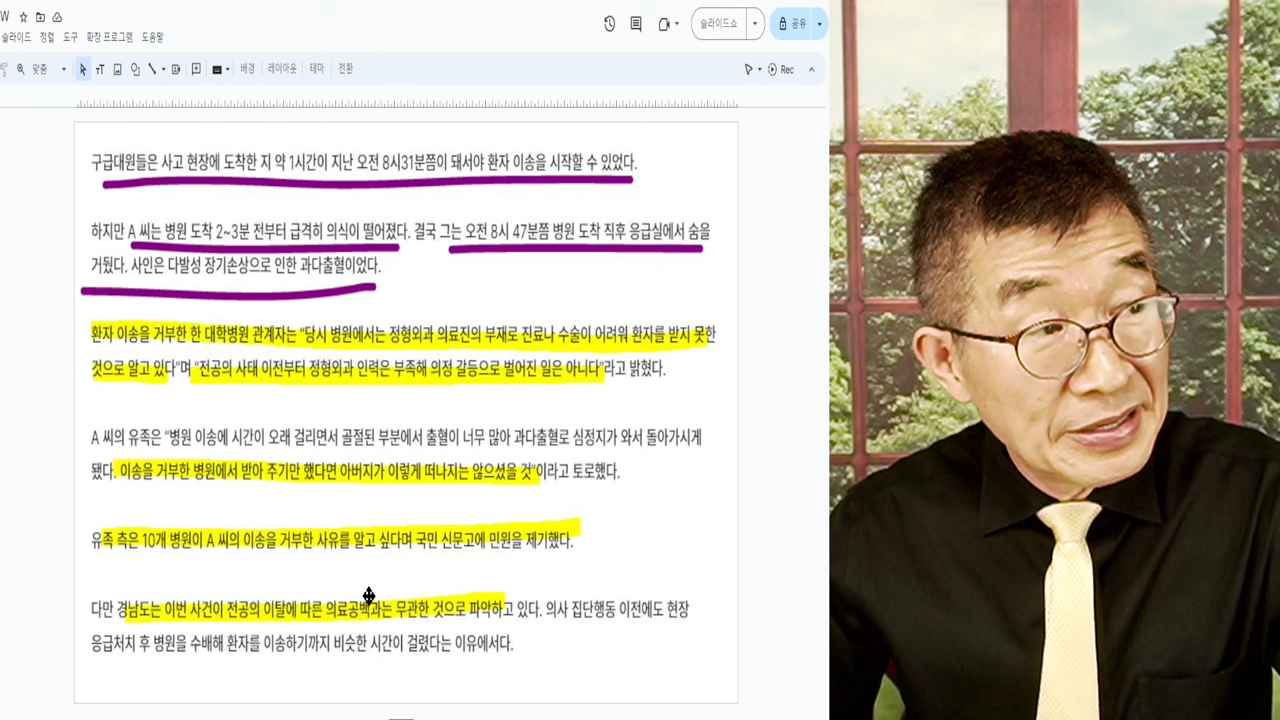 W
슬라이드 정렬 도구 확장 프로그램 도움말
슬라이드쇼
공유
맞춤
배경 레이아웃 테마 전환
Rec
구급대원들은 사고 현장에 도착한 지 약 1시간이 지난 오전 8시31분쯤이 돼서야 환자 이송을 시작할 수 있었다.
하지만 A 씨는 병원 도착 2~3분 전부터 급격히 의식이 떨어졌다. 결국 그는 오전 8시 47분쯤 병원 도착 직후 응급실에서 숨을
거뒀다. 사인은 다발성 장기손상으로 인한 과다출혈이었다.
환자 이송을 거부한 한 대학병원 관계자는 “당시 병원에서는 정형외과 의료진의 부재로 진료나 수술이 어려워 환자를 받지 못한
것으로 알고 있다”며 “전공의 사태 이전부터 정형외과 인력은 부족해 의정 갈등으로 벌어진 일은 아니다”라고 밝혔다.
A 씨의 유족은 “병원 이송에 시간이 오래 걸리면서 골절된 부분에서 출혈이 너무 많아 과다출혈로 심정지가 와서 돌아가시게
됐다. 이송을 거부한 병원에서 받아 주기만 했다면 아버지가 이렇게 떠나지는 않으셨을 것”이라고 토로했다.
유족 측은 10개 병원이 A 씨의 이송을 거부한 사유를 알고 싶다며 국민 신문고에 민원을 제기했다.
다만 경남도는 이번 사건이 전공의 이탈에 따른 의료공백과는 무관한 것으로 파악하고 있다. 의사 집단행동 이전에도 현장
응급처치 후 병원을 수배해 환자를 이송하기까지 비슷한 시간이 걸렸다는 이유에서다.